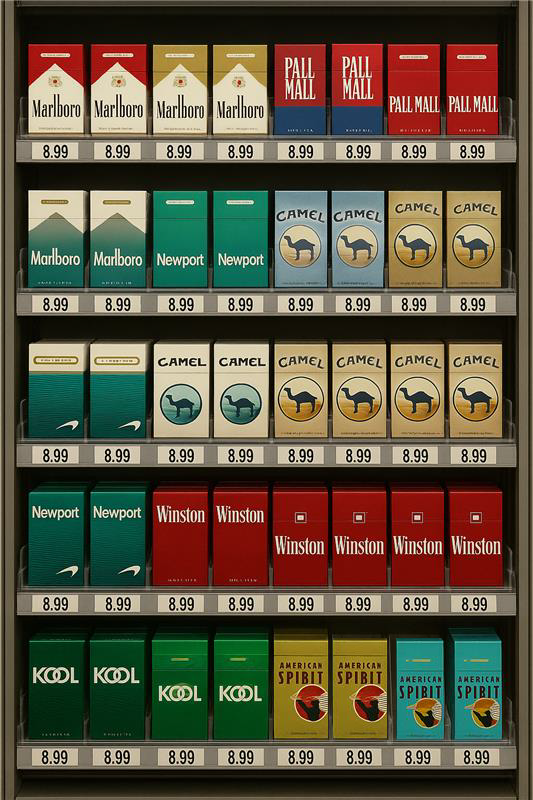 Marlboro Marlboro Marlboro Marlboro PALL MALL PALL MALL PALL MALL PALL MALL
8.99 8.99 8.99 8.99 8.99 8.99 8.99 8.99
Marlboro Marlboro Newport Newport CAMEL CAMEL CAMEL CAMEL
8.99 8.99 8.99 8.99 8.99 8.99 8.99 8.99
CAMEL CAMEL CAMEL CAMEL CAMEL CAMEL
8.99 8.99 8.99 8.99 8.99 8.99 8.99 8.99
Newport Newport Winston Winston Winston Winston Winston Winston
8.99 8.99 8.99 8.99 8.99 8.99 8.99 8.99
KOOL KOOL KOOL KOOL AMERICAN SPIRIT AMERICAN SPIRIT AMERICAN SPIRIT AMERICAN SPIRIT
8.99 8.99 8.99 8.99 8.99 8.99 8.99 8.99